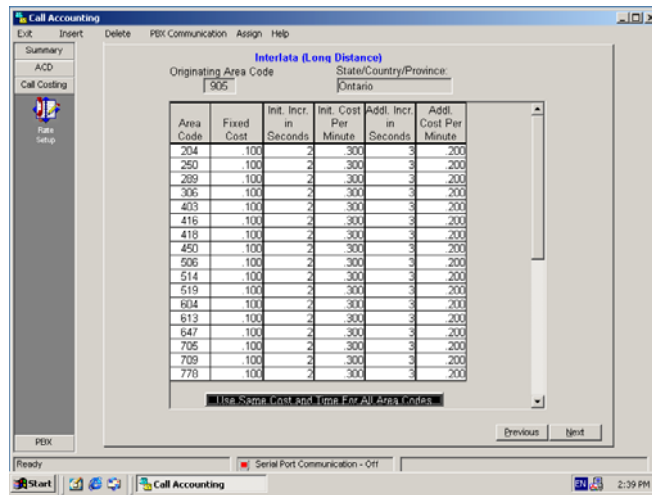 Call Accounting
Exit Insert Delete PBX Communication Assign Help
Summary
ACD
Call Costing
Rate
Setup
PBX
Interlata (Long Distance)
Originating Area Code State/Country/Province:
905 Ontario
Area Code Fixed Cost Init. Incr. in Seconds Init. Cost Per Minute Addl. Incr. in Seconds Addl. Cost Per Minute
204 .100 2 .300 3 .200
250 .100 2 .300 3 .200
289 .100 2 .300 3 .200
306 .100 2 .300 3 .200
403 .100 2 .300 3 .200
416 .100 2 .300 3 .200
418 .100 2 .300 3 .200
450 .100 2 .300 3 .200
506 .100 2 .300 3 .200
514 .100 2 .300 3 .200
519 .100 2 .300 3 .200
604 .100 2 .300 3 .200
613 .100 2 .300 3 .200
647 .100 2 .300 3 .200
705 .100 2 .300 3 .200
709 .100 2 .300 3 .200
778 .100 2 .300 3 .200
Use Same Cost and Time For All Area Codes
Previous Next
Ready Serial Port Communication - Off
Start Call Accounting EN 2:39 PM